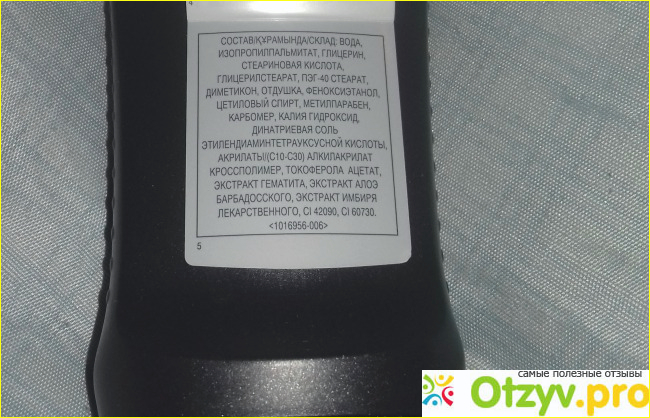 4
СОСТАВ/ҚҰРАМЫНДА/СКЛАД: ВОДА,
ИЗОПРОПИЛПАЛЬМИТАТ, ГЛИЦЕРИН,
СТЕАРИНОВАЯ КИСЛОТА,
ГЛИЦЕРИЛСТЕАРАТ, ПЭГ-40 СТЕАРАТ,
ДИМЕТИКОН, ОТДУШКА, ФЕНОКСИЭТАНОЛ,
ЦЕТИЛОВЫЙ СПИРТ, МЕТИЛПАРАБЕН,
КАРБОМЕР, КАЛИЯ ГИДРОКСИД,
ДИНАТРИЕВАЯ СОЛЬ
ЭТИЛЕНДИАМИНТЕТРАУКСУСНОЙ КИСЛОТЫ,
АКРИЛАТЫ/(С10-С30) АЛКИЛАКРИЛАТ
КРОССПОЛИМЕР, ТОКОФЕРОЛА АЦЕТАТ,
ЭКСТРАКТ ГЕМАТИТА, ЭКСТРАКТ АЛОЭ
БАРБАДОССКОГО, ЭКСТРАКТ ИМБИРЯ
ЛЕКАРСТВЕННОГО, CI 42090, CI 60730.
<1016956-006>
5
самые полезные отзывы
Otzyv.pro